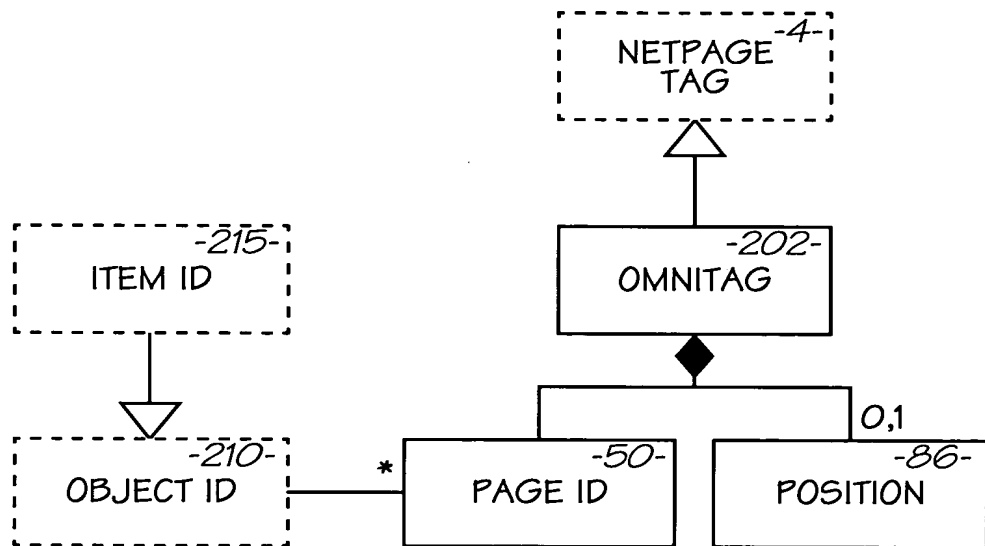 -4-
NETPAGE
TAG
-215-
ITEM ID
-202-
OMNITAG
0,1
-210-
OBJECT ID
*
-50-
PAGE ID
-86-
POSITION